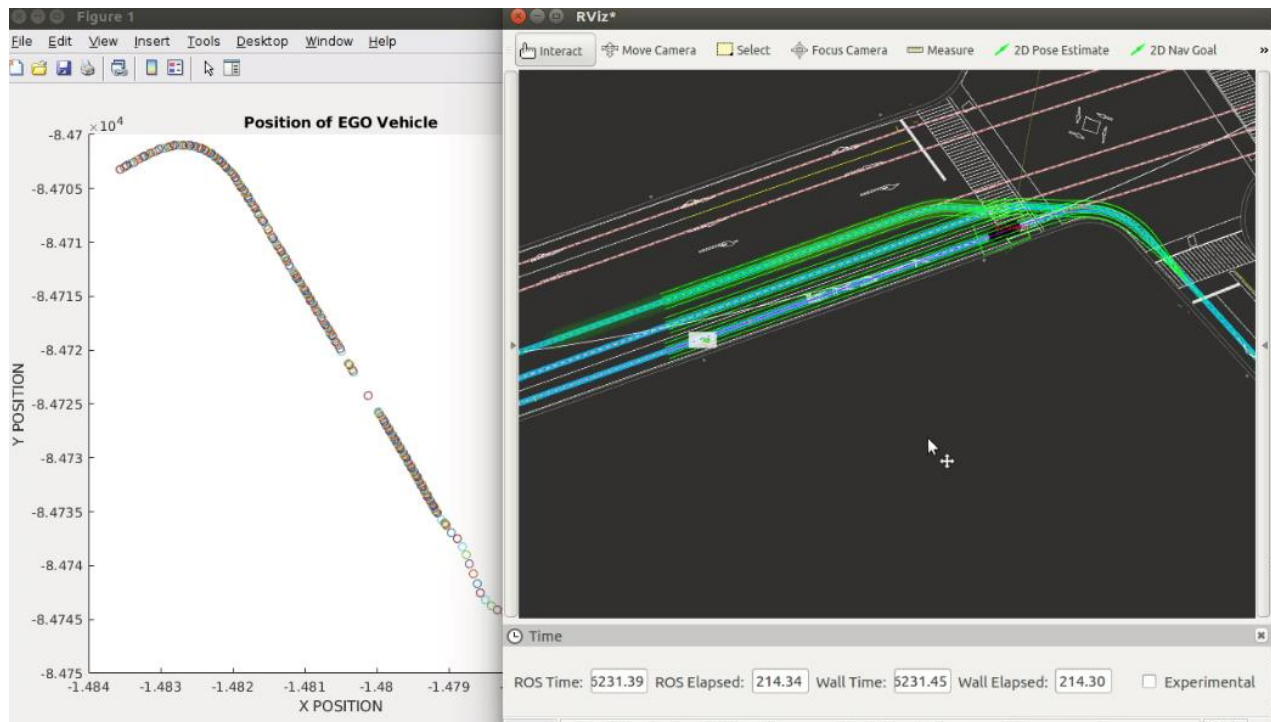 Figure 1
File Edit View Insert Tools Desktop Window Help
Position of EGO Vehicle
×10⁴
-8.47
-8.4705
-8.471
-8.4715
-8.472
-8.4725
-8.473
-8.4735
-8.474
-8.4745
-8.475
Y POSITION
-1.484 -1.483 -1.482 -1.481 -1.48 -1.479
X POSITION
RViz*
Interact Move Camera Select Focus Camera Measure 2D Pose Estimate 2D Nav Goal »
Time
ROS Time: 6231.39 ROS Elapsed: 214.34 Wall Time: 6231.45 Wall Elapsed: 214.30 Experimental